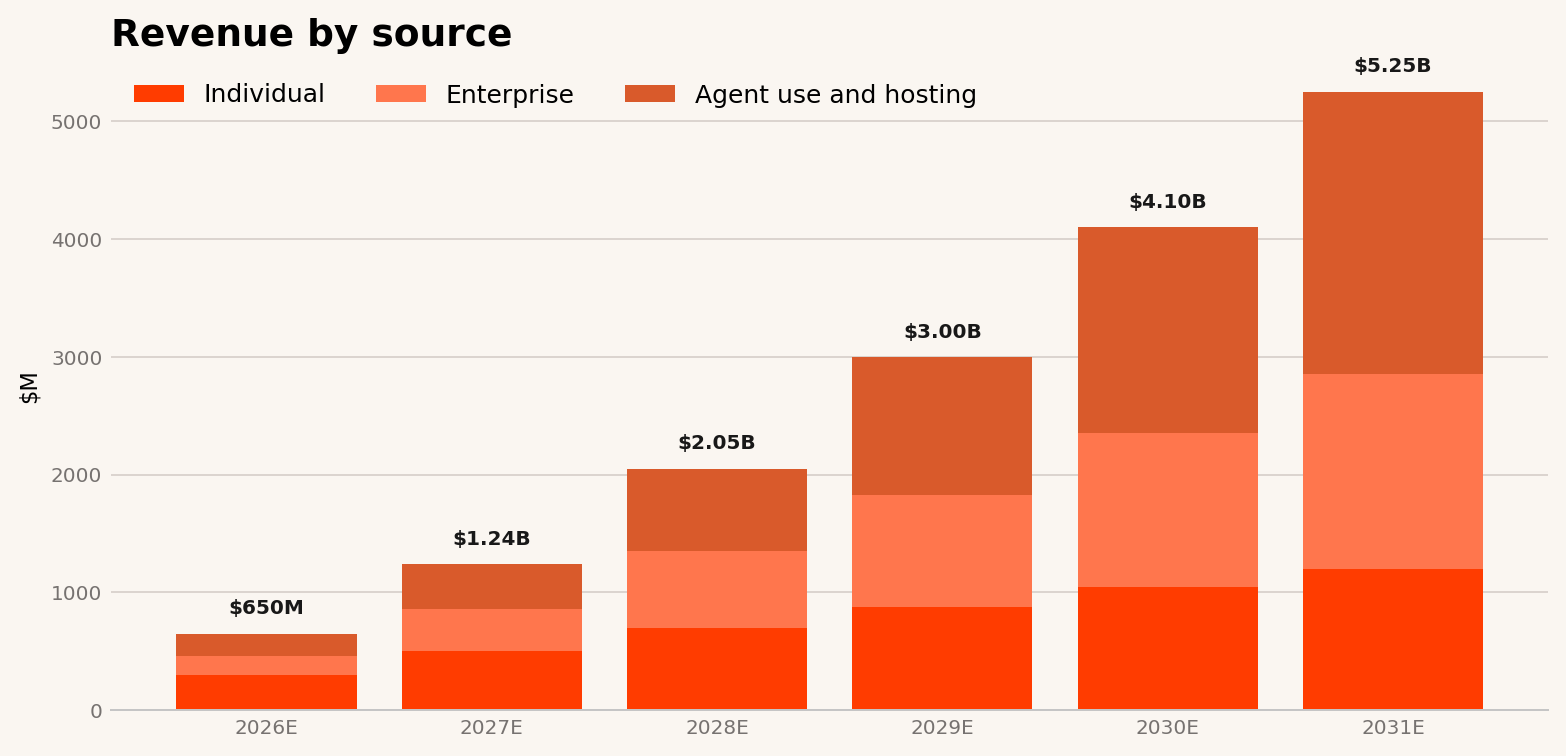 Revenue by source
Individual
Enterprise
Agent use and hosting
$M
5000
4000
3000
2000
1000
0
$650M
$1.24B
$2.05B
$3.00B
$4.10B
$5.25B
2026E
2027E
2028E
2029E
2030E
2031E